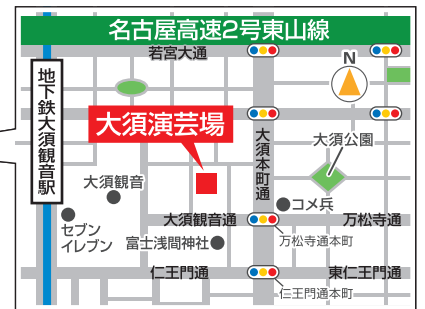 名古屋高速2号東山線
若宮大通
N
地下鉄大須観音駅
大須演芸場
大須本町通
大須公園
大須観音
コメ兵
セブン
イレブン
大須観音通
万松寺通
富士浅間神社
万松寺通本町
仁王門通
東仁王門通
仁王門通本町